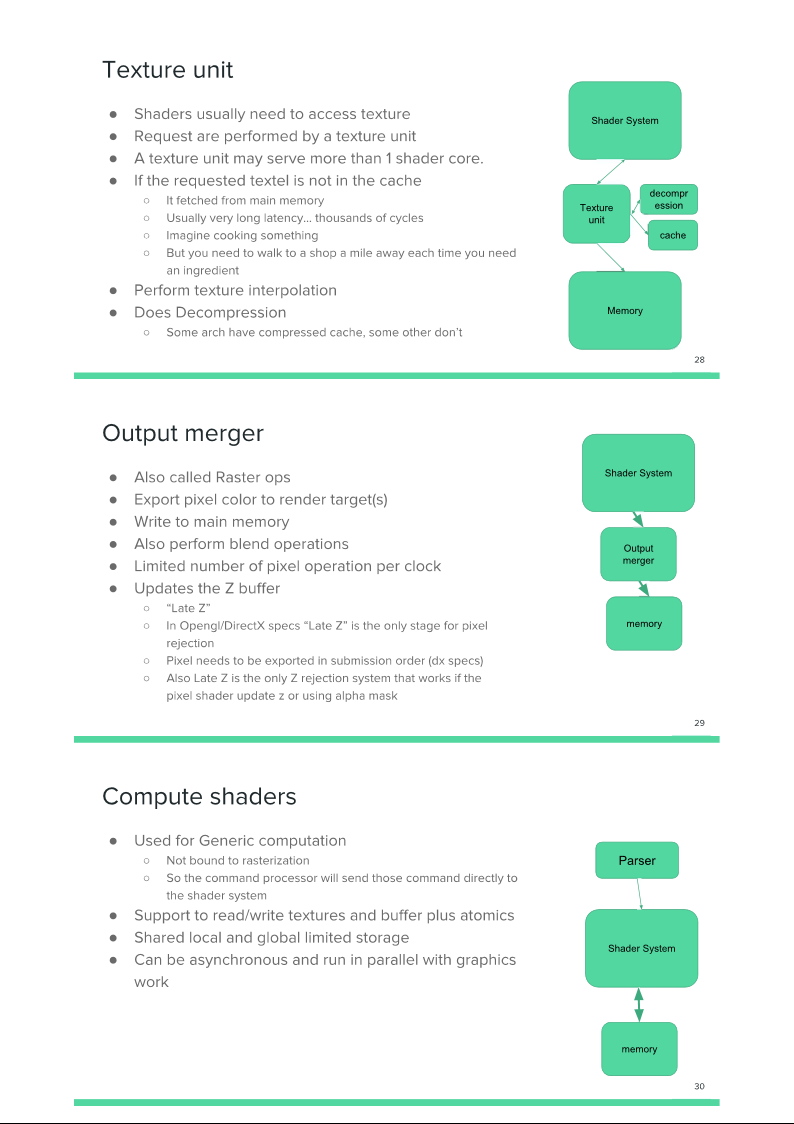 Texture unit
● Shaders usually need to access texture
● Request are performed by a texture unit
● A texture unit may serve more than 1 shader core.
● If the requested textel is not in the cache
○ It fetched from main memory
○ Usually very long latency... thousands of cycles
○ Imagine cooking something
○ But you need to walk to a shop a mile away each time you need
an ingredient
● Perform texture interpolation
● Does Decompression
○ Some arch have compressed cache, some other don't
Shader System
Texture
unit
decompr
ession
cache
Memory
28
Output merger
● Also called Raster ops
● Export pixel color to render target(s)
● Write to main memory
● Also perform blend operations
● Limited number of pixel operation per clock
● Updates the Z buffer
○ “Late Z”
○ In Opengl/DirectX specs “Late Z” is the only stage for pixel
rejection
○ Pixel needs to be exported in submission order (dx specs)
○ Also Late Z is the only Z rejection system that works if the
pixel shader update z or using alpha mask
Shader System
Output
merger
memory
29
Compute shaders
● Used for Generic computation
○ Not bound to rasterization
○ So the command processor will send those command directly to
the shader system
● Support to read/write textures and buffer plus atomics
● Shared local and global limited storage
● Can be asynchronous and run in parallel with graphics
work
Parser
Shader System
memory
30